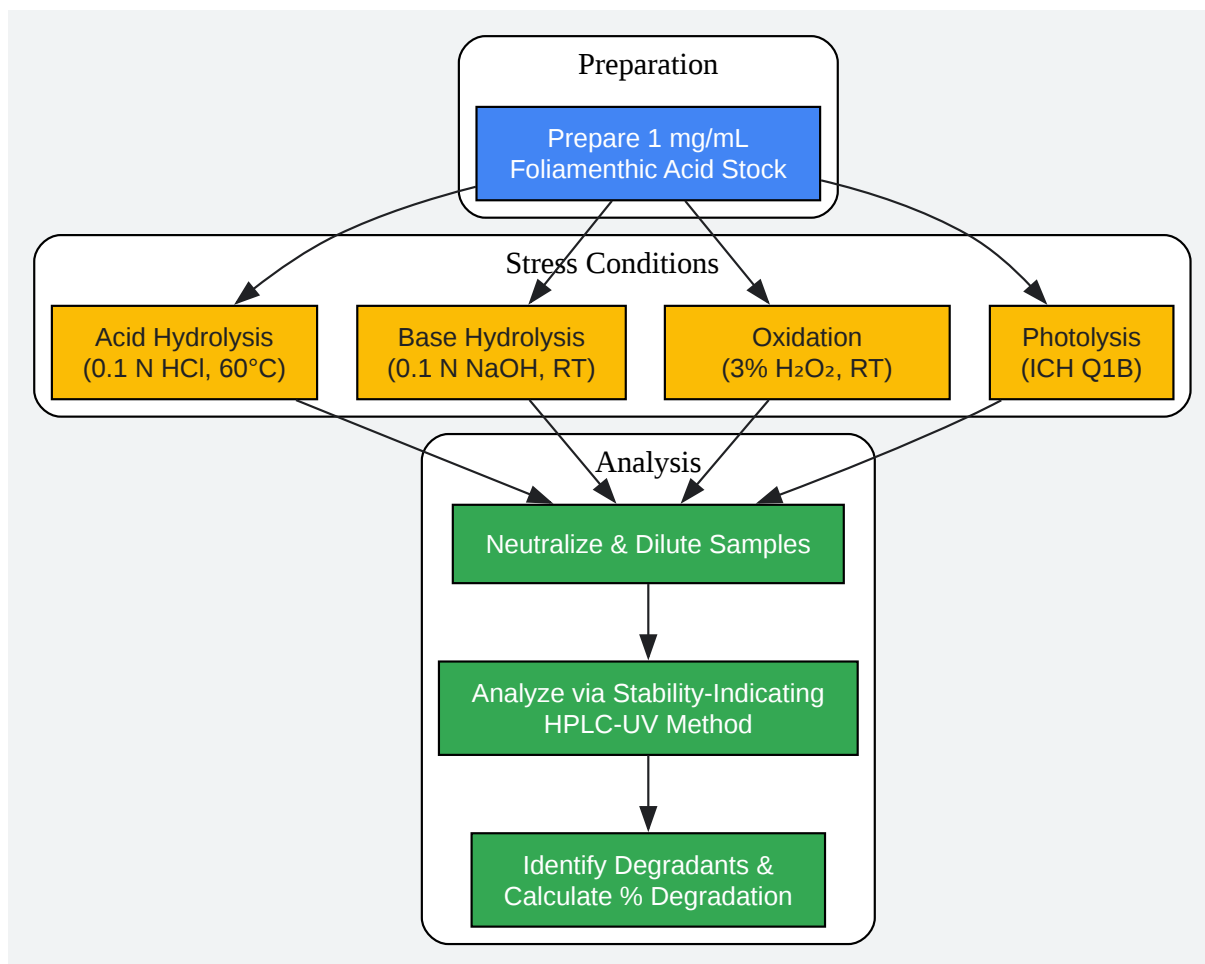 Preparation
Prepare 1 mg/mL
Foliamenthic Acid Stock
Stress Conditions
Acid Hydrolysis
(0.1 N HCl, 60°C)
Base Hydrolysis
(0.1 N NaOH, RT)
Oxidation
(3% H₂O₂, RT)
Photolysis
(ICH Q1B)
Analysis
Neutralize & Dilute Samples
Analyze via Stability-Indicating
HPLC-UV Method
Identify Degradants &
Calculate % Degradation